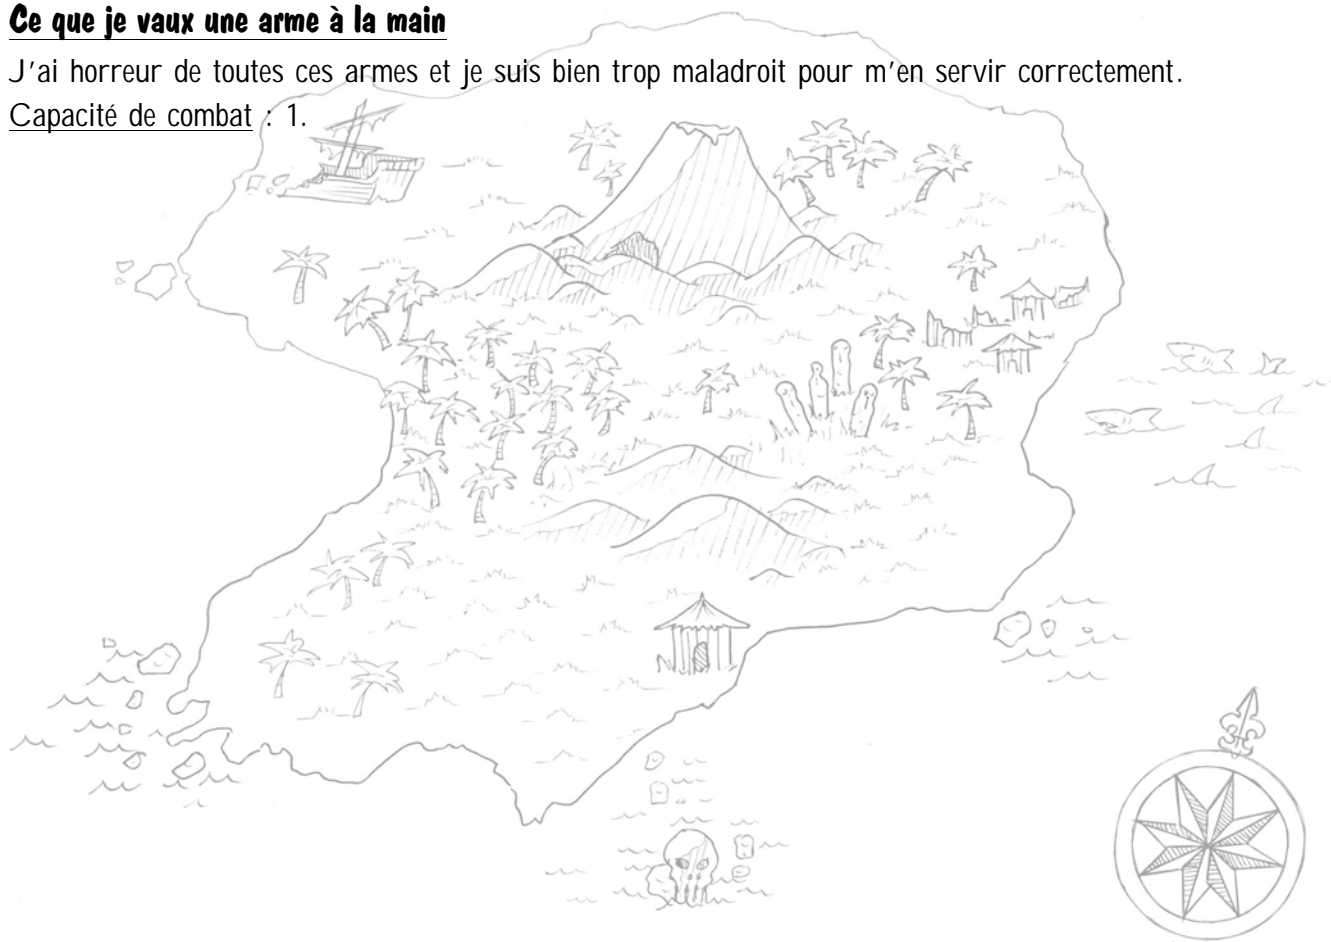 Ce que je vaux une arme à la main
J'ai horreur de toutes ces armes et je suis bien trop maladroit pour m'en servir correctement.
Capacité de combat : 1.